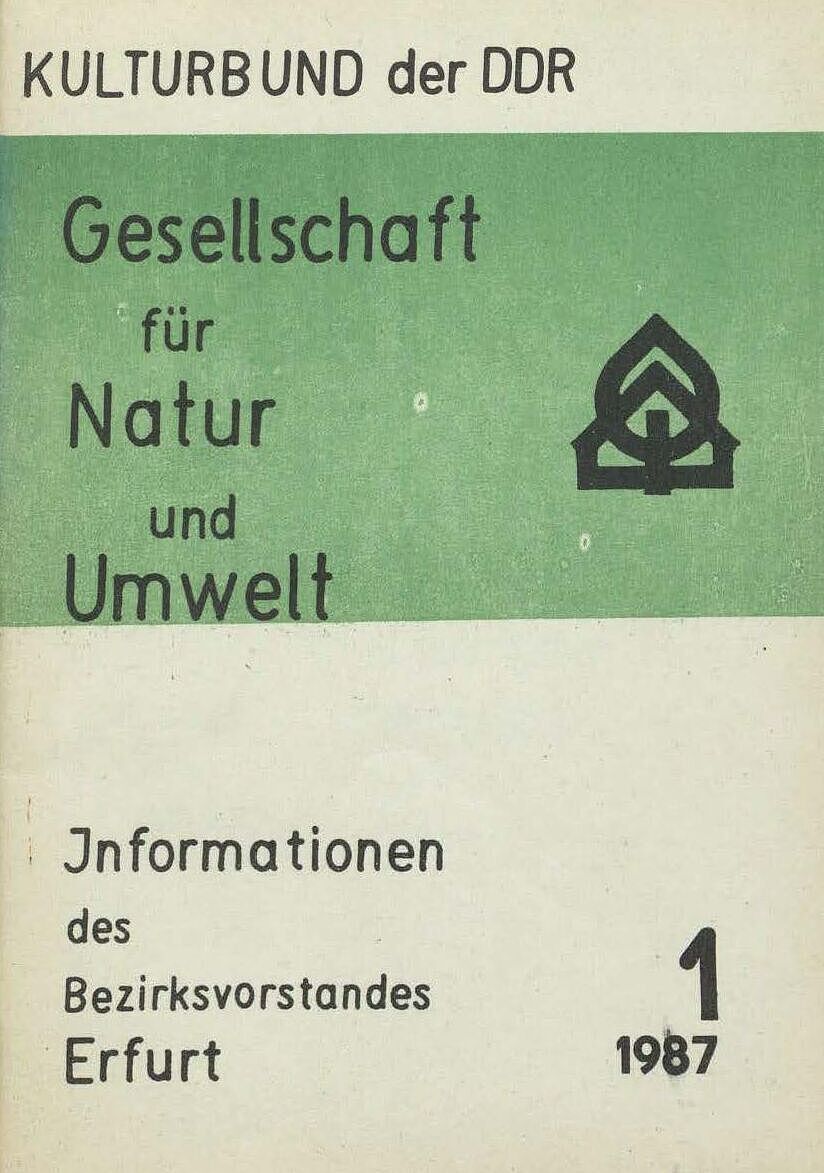 KULTURBUND der DDR
Gesellschaft
für
Natur
und
Umwelt
Jnformationen
des
Bezirksvorstandes
Erfurt
1
1987